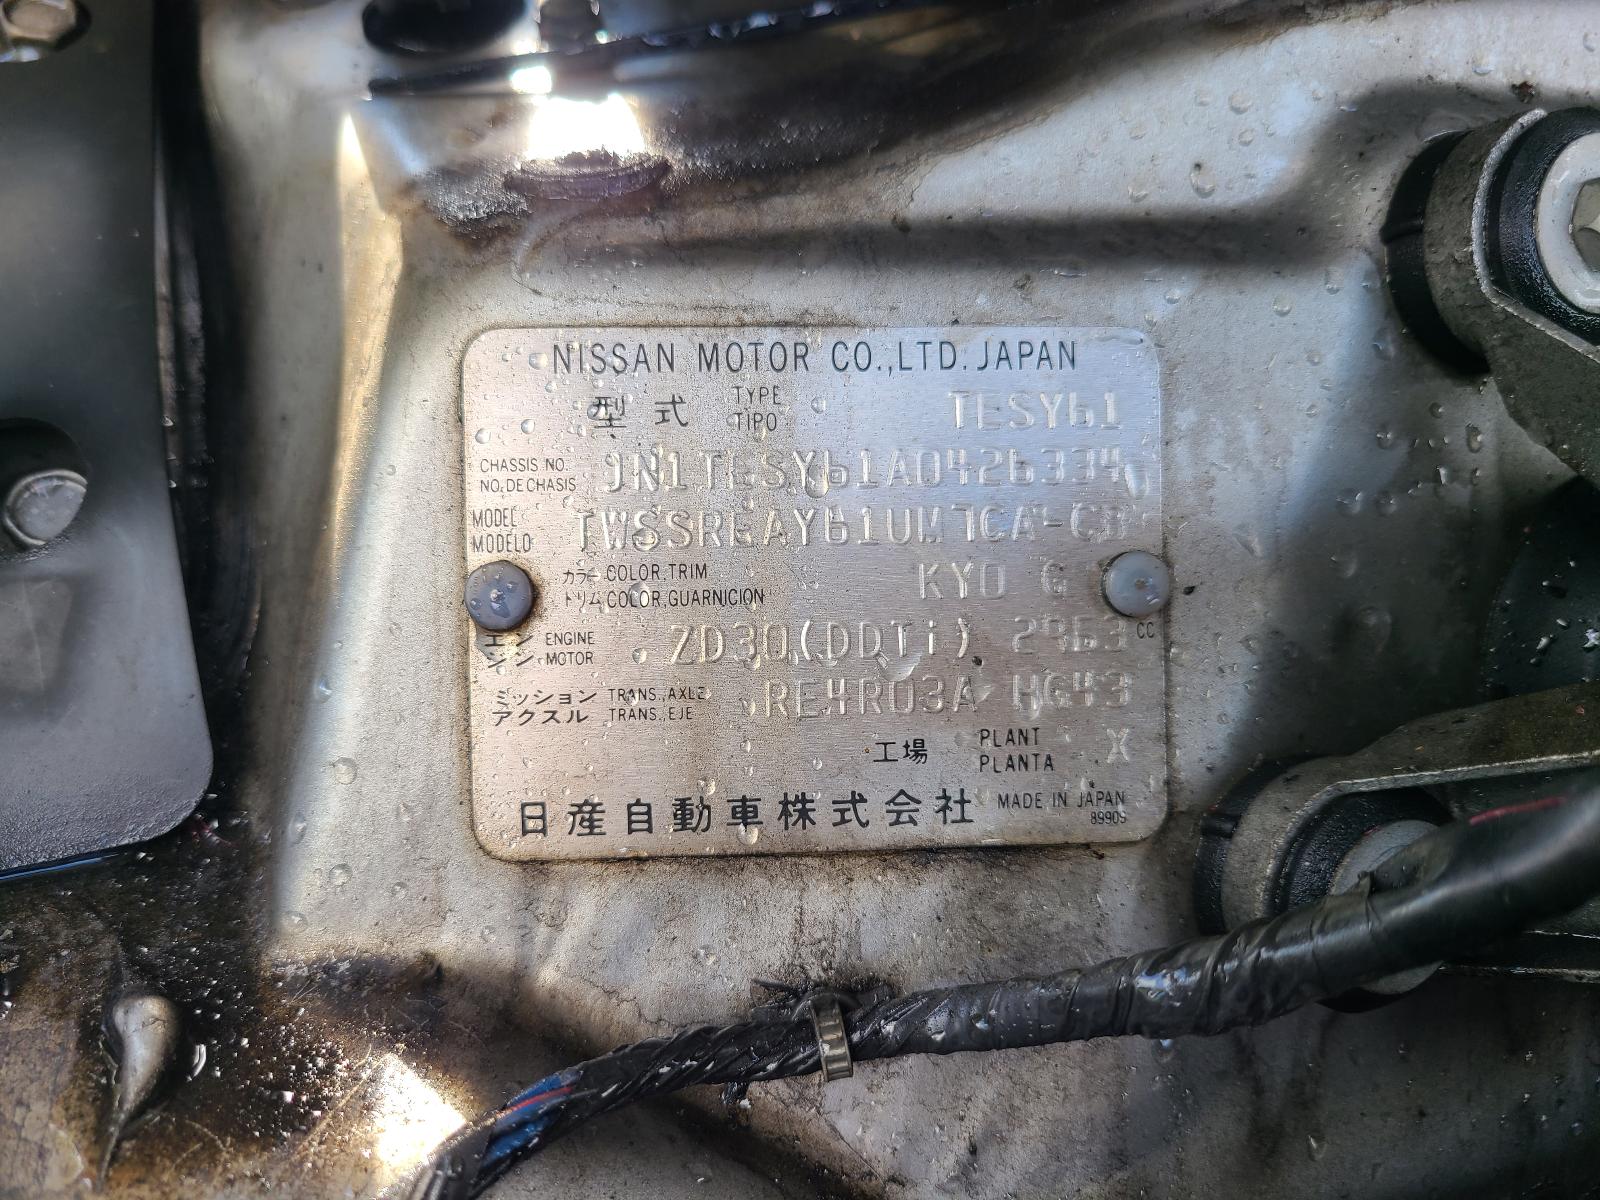 NISSAN MOTOR CO.,LTD. JAPAN
型式 TYPE TIPO TESY61
CHASSIS NO. NO. DE CHASIS JN1TESY61A0426334
MODEL MODELO TWSSREAY61UM7CA-CB
カラー トリム COLOR,TRIM COLOR,GUARNICION KY0 G
エンジン ENGINE MOTOR ZD30(DDTi) 2953 CC
ミッション アクスル TRANS.,AXLE TRANS.,EJE RE4R03A HG43
工場 PLANT PLANTA X
日産自動車株式会社 MADE IN JAPAN
89909